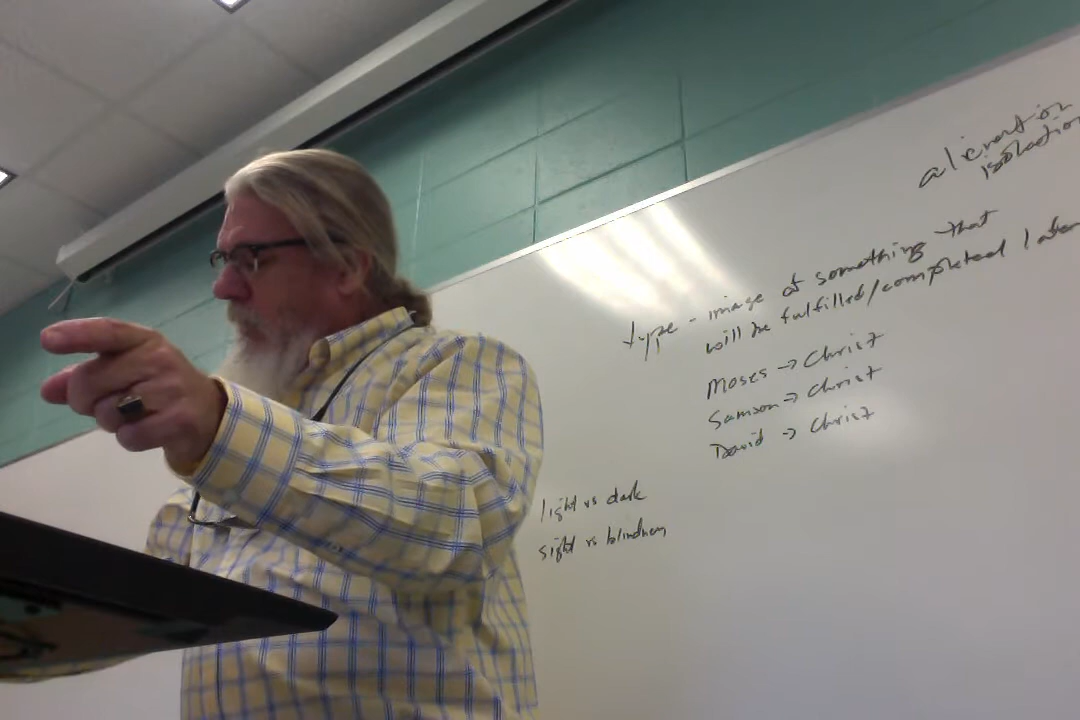 alienation
isolation
type - image of something that
will be fulfilled/completed later
Moses → Christ
Samson → Christ
David → Christ
light vs dark
sight vs blindness